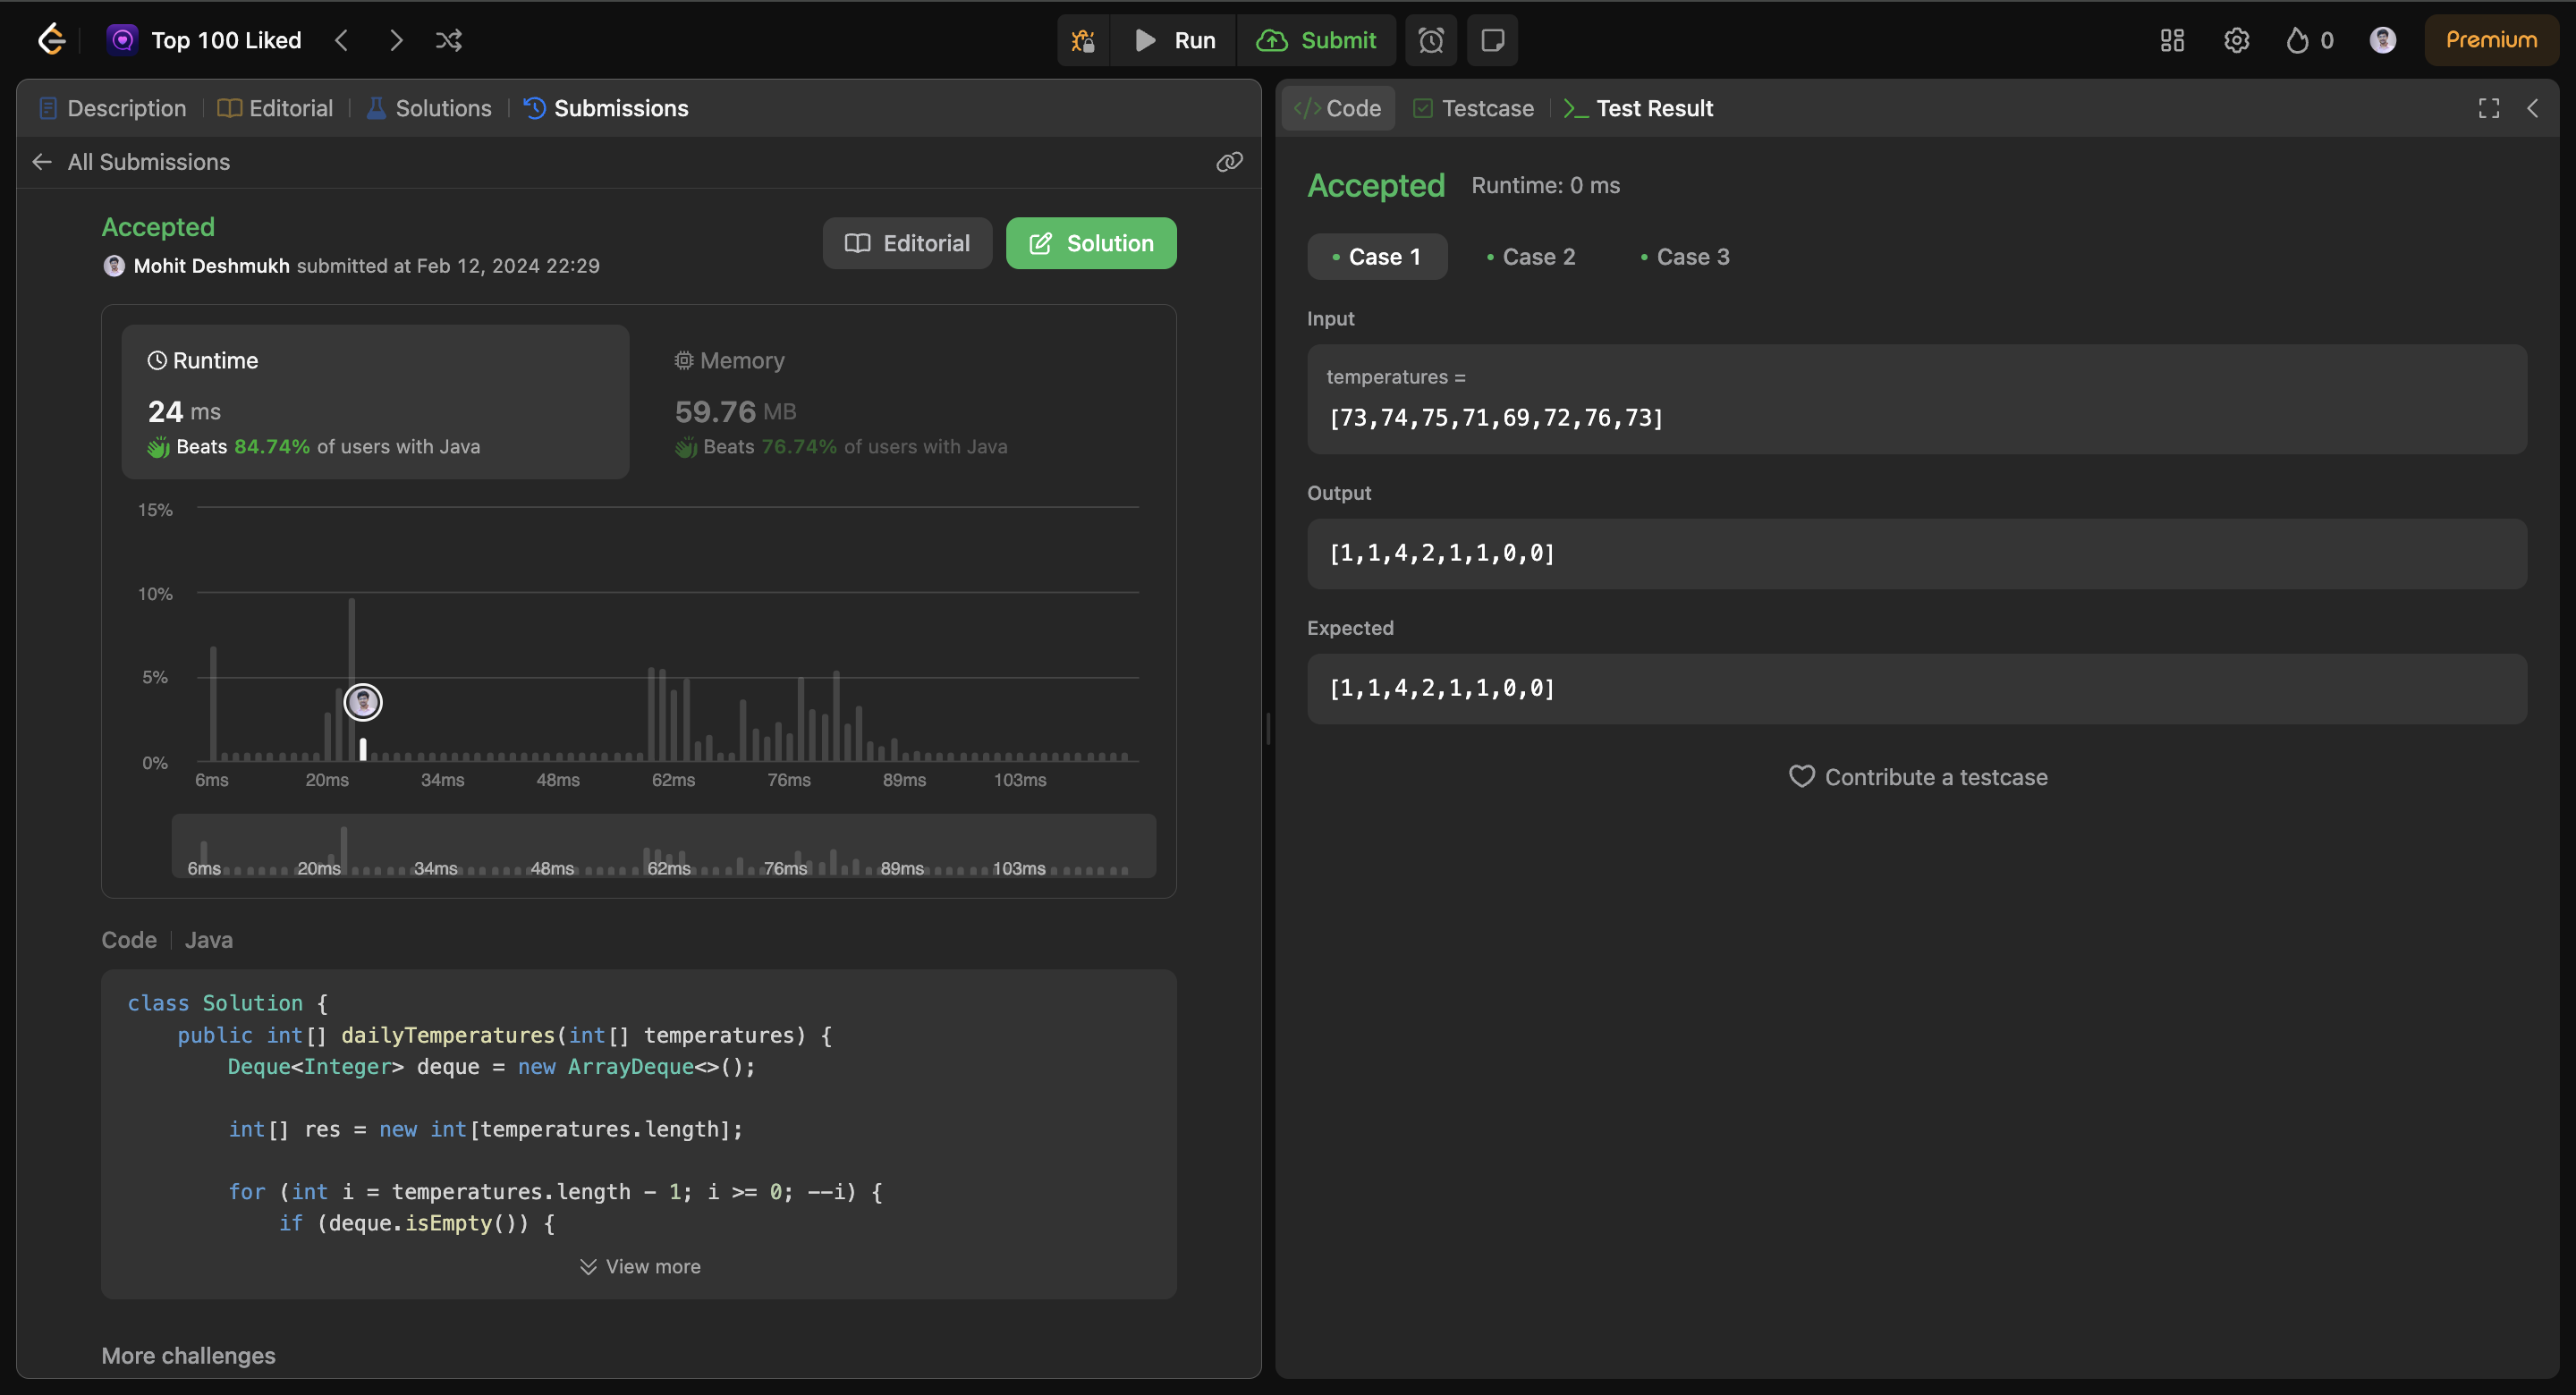 Top 100 Liked
Run
Submit
0
Premium
Description
Editorial
Solutions
Submissions
All Submissions
Accepted
Mohit Deshmukh submitted at Feb 12, 2024 22:29
Editorial
Solution
Runtime
24 ms
Beats 84.74% of users with Java
Memory
59.76 MB
Beats 76.74% of users with Java
15%
10%
5%
0%
6ms 20ms 34ms 48ms 62ms 76ms 89ms 103ms
6ms 20ms 34ms 48ms 62ms 76ms 89ms 103ms
Code
Java
class Solution {
public int[] dailyTemperatures(int[] temperatures) {
Deque<Integer> deque = new ArrayDeque<>();
int[] res = new int[temperatures.length];
for (int i = temperatures.length - 1; i >= 0; --i) {
if (deque.isEmpty()) {
View more
More challenges
Code
Testcase
Test Result
Accepted
Runtime: 0 ms
Case 1
Case 2
Case 3
Input
temperatures =
[73,74,75,71,69,72,76,73]
Output
[1,1,4,2,1,1,0,0]
Expected
[1,1,4,2,1,1,0,0]
Contribute a testcase